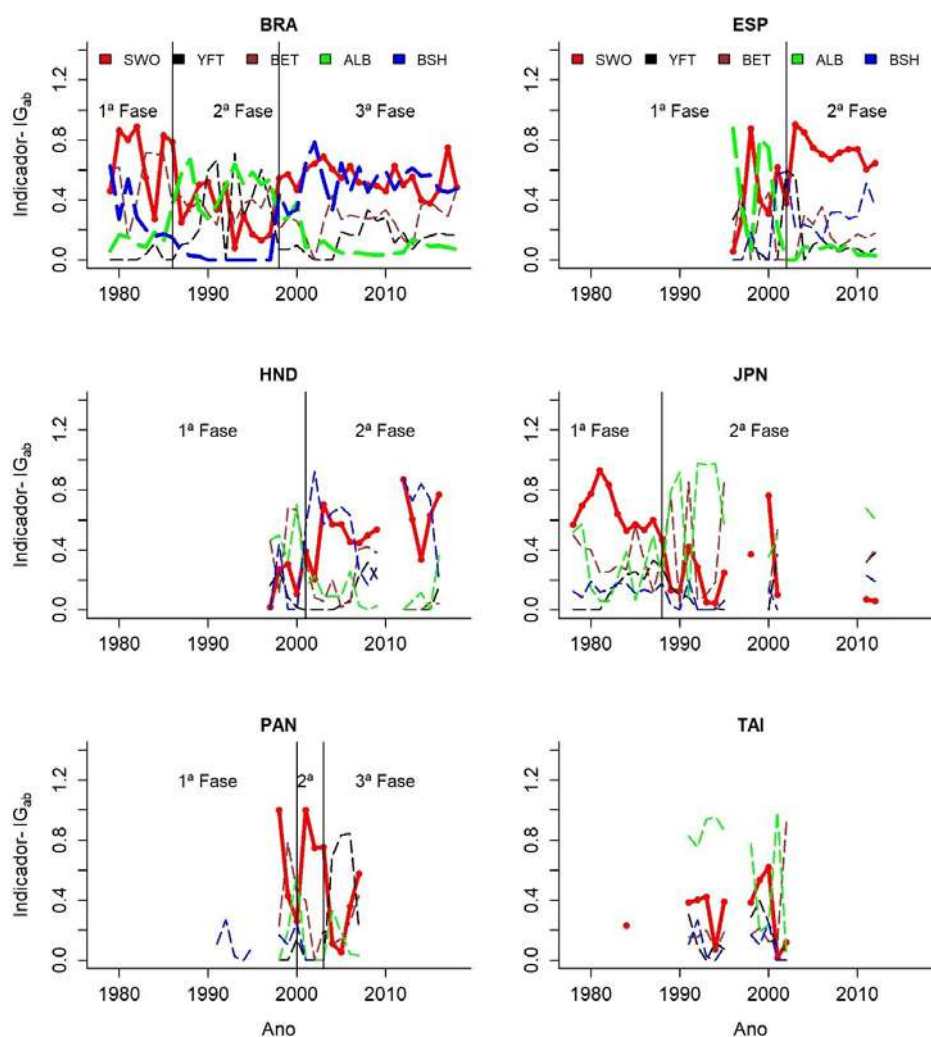 BRA
SWO YFT BET ALB BSH
1ª Fase 2ª Fase 3ª Fase
Indicador- IGab
0.0 0.4 0.8 1.2
1980 1990 2000 2010
ESP
SWO YFT BET ALB BSH
1ª Fase 2ª Fase
0.0 0.4 0.8 1.2
1980 1990 2000 2010
HND
1ª Fase 2ª Fase
Indicador- IGab
0.0 0.4 0.8 1.2
1980 1990 2000 2010
JPN
1ª Fase 2ª Fase
0.0 0.4 0.8 1.2
1980 1990 2000 2010
PAN
1ª Fase 2ª 3ª Fase
Indicador- IGab
0.0 0.4 0.8 1.2
1980 1990 2000 2010
Ano
TAI
0.0 0.4 0.8 1.2
1980 1990 2000 2010
Ano